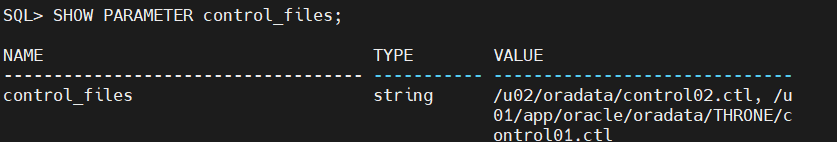 SQL> SHOW PARAMETER control_files;
NAME TYPE VALUE
------------------------------------ ----------- ------------------------------
control_files string /u02/oradata/control02.ctl, /u
01/app/oracle/oradata/THRONE/c
ontrol01.ctl